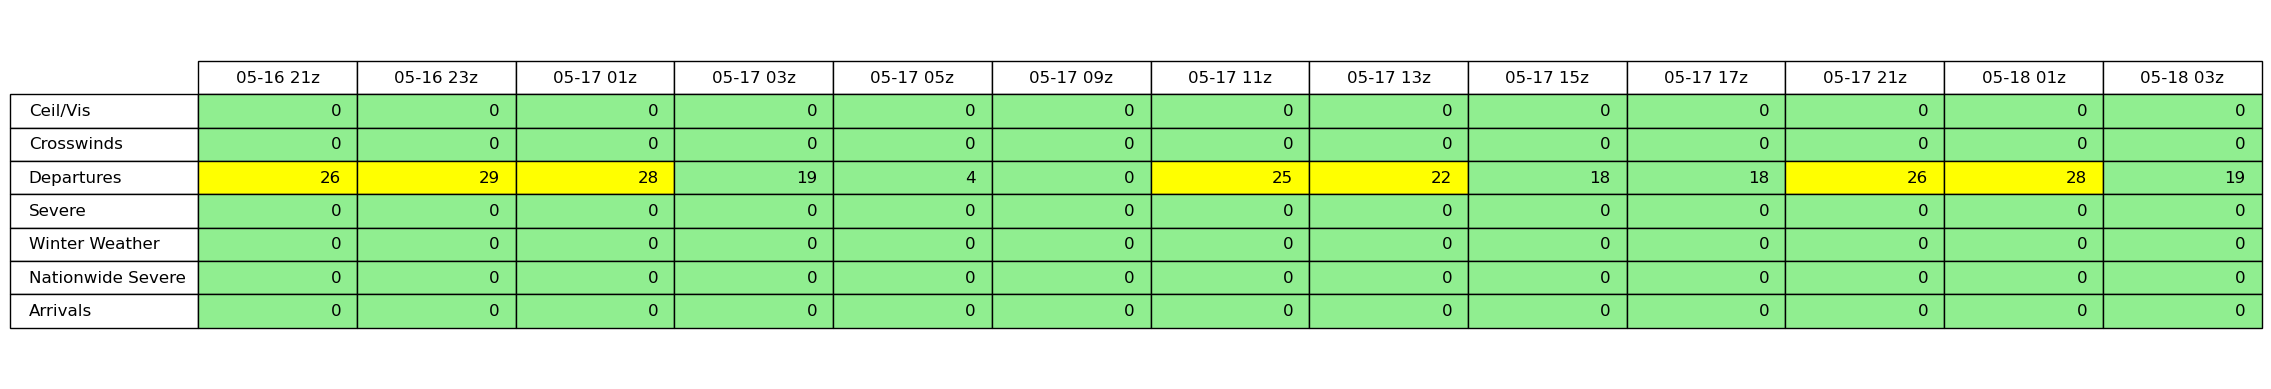 05-16 21z 05-16 23z 05-17 01z 05-17 03z 05-17 05z 05-17 09z 05-17 11z 05-17 13z 05-17 15z 05-17 17z 05-17 21z 05-18 01z 05-18 03z
Ceil/Vis 0 0 0 0 0 0 0 0 0 0 0 0 0
Crosswinds 0 0 0 0 0 0 0 0 0 0 0 0 0
Departures 26 29 28 19 4 0 25 22 18 18 26 28 19
Severe 0 0 0 0 0 0 0 0 0 0 0 0 0
Winter Weather 0 0 0 0 0 0 0 0 0 0 0 0 0
Nationwide Severe 0 0 0 0 0 0 0 0 0 0 0 0 0
Arrivals 0 0 0 0 0 0 0 0 0 0 0 0 0